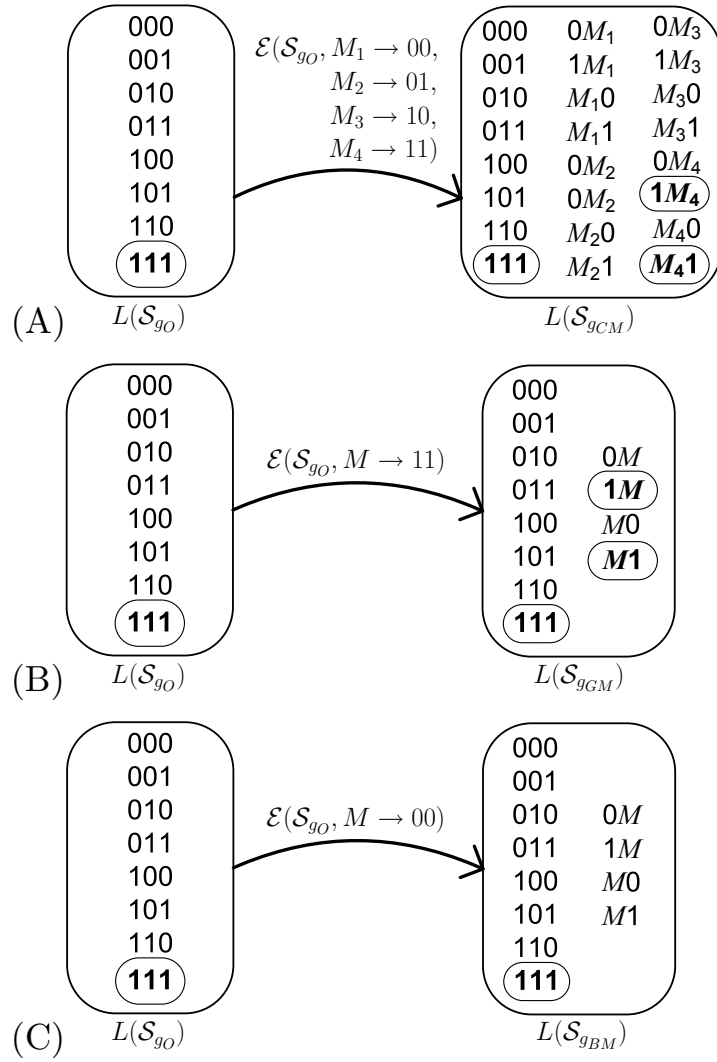 000
001
010
011
100
101
110
111
L(S_{g_O})
ℰ(S_{g_O}, M_1 → 00,
M_2 → 01,
M_3 → 10,
M_4 → 11)
000 0M_1 0M_3
001 1M_1 1M_3
010 M_10 M_30
011 M_11 M_31
100 0M_2 0M_4
101 0M_2 1M_4
110 M_20 M_40
111 M_21 M_41
L(S_{g_{CM}})
(A)
000
001
010
011
100
101
110
111
L(S_{g_O})
ℰ(S_{g_O}, M → 11)
000
001
010 0M
011 1M
100 M0
101 M1
110
111
L(S_{g_{GM}})
(B)
000
001
010
011
100
101
110
111
L(S_{g_O})
ℰ(S_{g_O}, M → 00)
000
001
010 0M
011 1M
100 M0
101 M1
110
111
L(S_{g_{BM}})
(C)